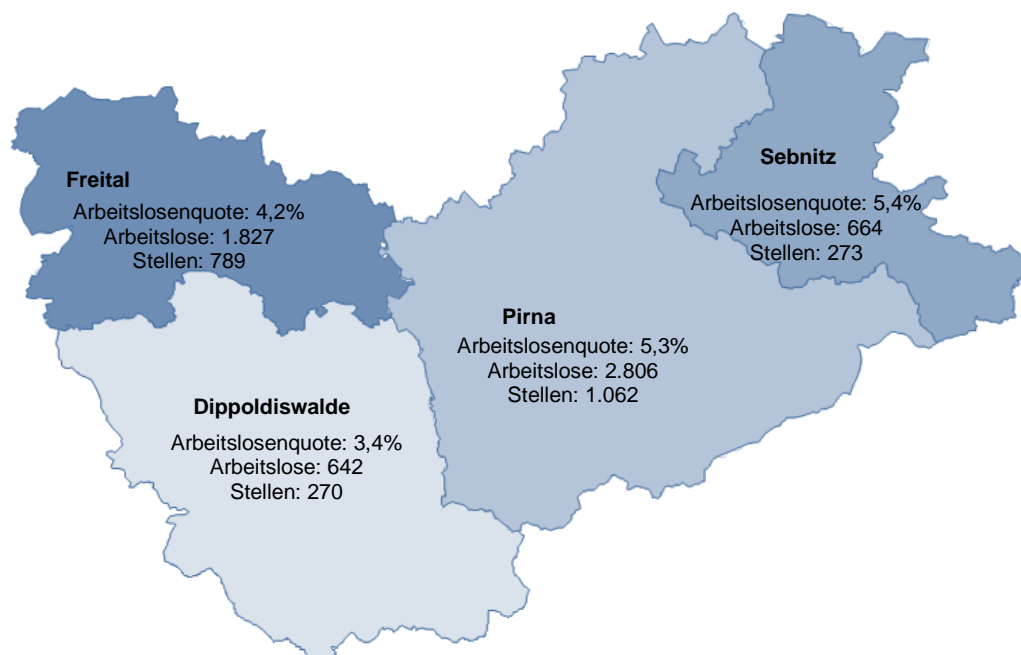 Freital
Arbeitslosenquote: 4,2%
Arbeitslose: 1.827
Stellen: 789
Sebnitz
Arbeitslosenquote: 5,4%
Arbeitslose: 664
Stellen: 273
Pirna
Arbeitslosenquote: 5,3%
Arbeitslose: 2.806
Stellen: 1.062
Dippoldiswalde
Arbeitslosenquote: 3,4%
Arbeitslose: 642
Stellen: 270